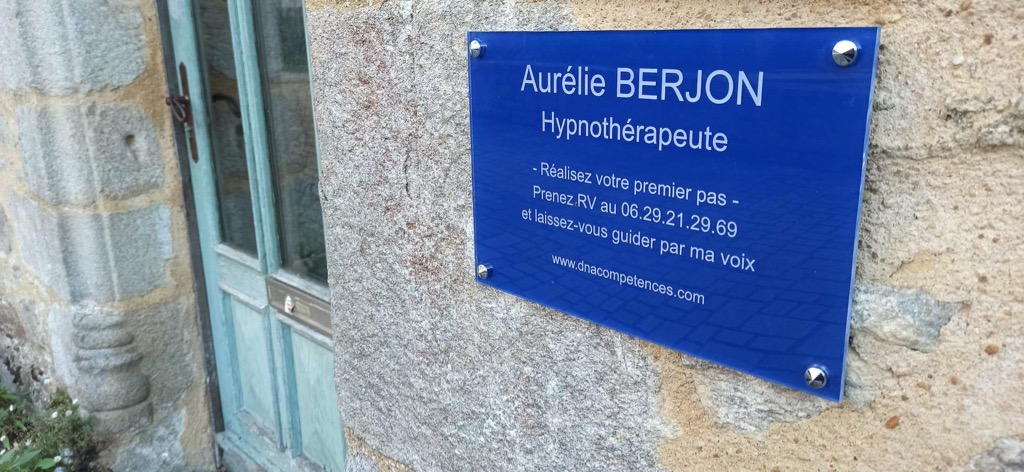 Aurélie BERJON
Hypnothérapeute
- Réalisez votre premier pas -
Prenez RV au 06.29.21.29.69
et laissez-vous guider par ma voix
www.dnacompetences.com